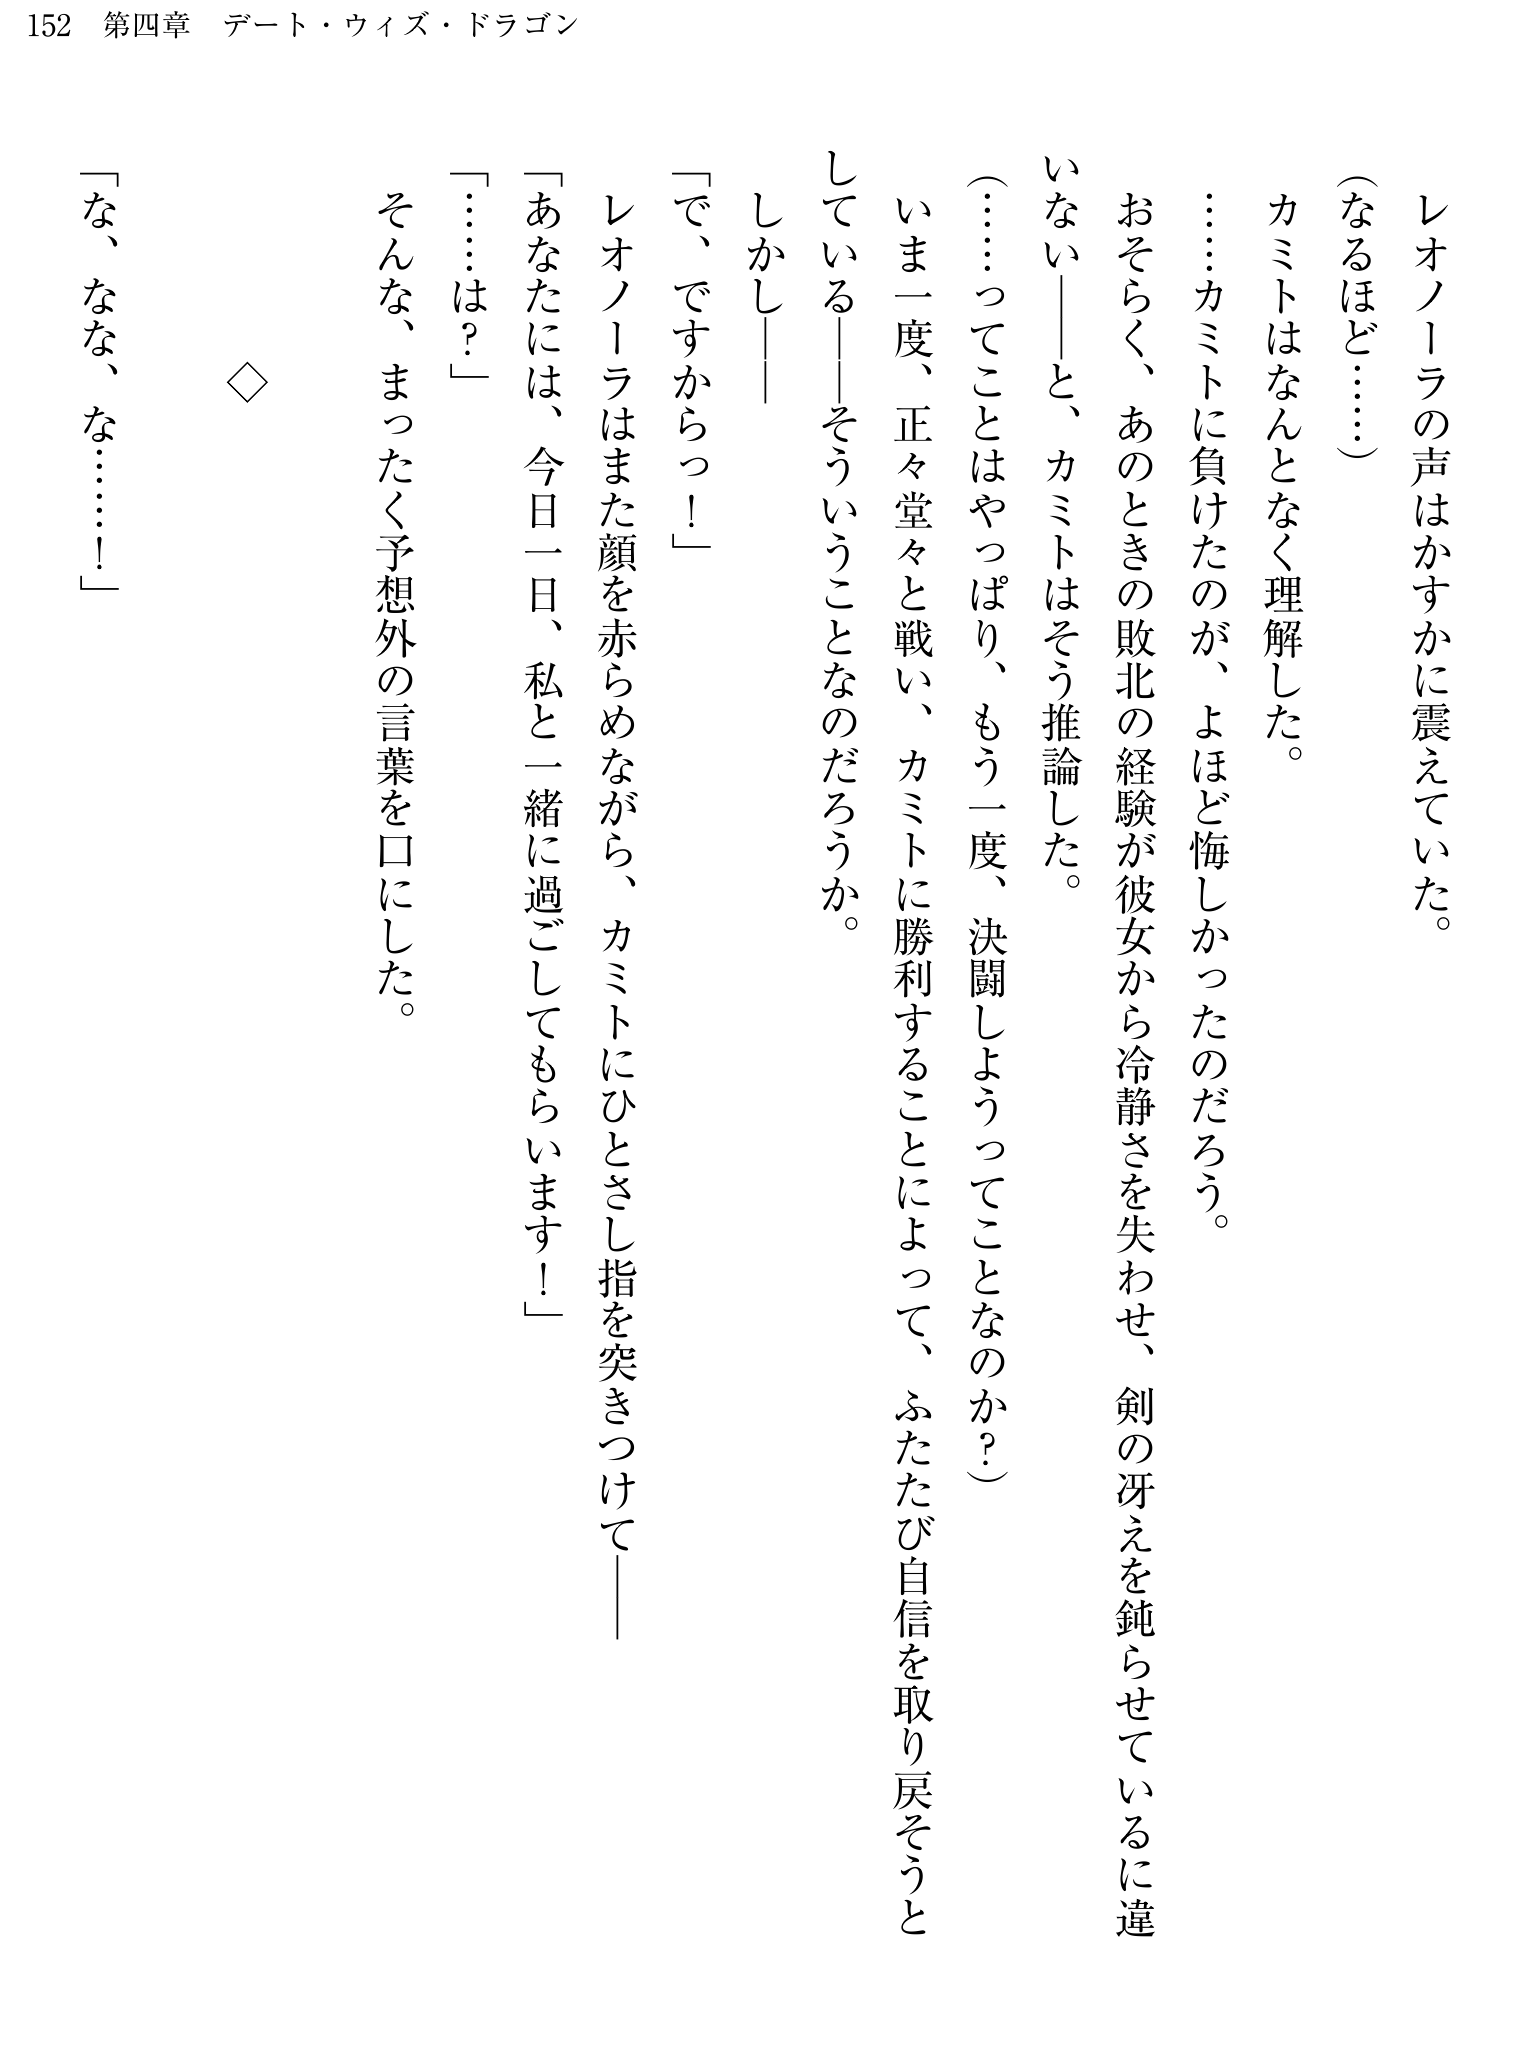 152　第四章　デート・ウィズ・ドラゴン
　レオノーラの声はかすかに震えていた。
（なるほど……）
　カミトはなんとなく理解した。
　……カミトに負けたのが、よほど悔しかったのだろう。
　おそらく、あのときの敗北の経験が彼女から冷静さを失わせ、剣の冴えを鈍らせているに違
いない――と、カミトはそう推論した。
（……ってことはやっぱり、もう一度、決闘しようってことなのか？）
　いま一度、正々堂々と戦い、カミトに勝利することによって、ふたたび自信を取り戻そうと
している――そういうことなのだろうか。
　しかし――
「で、ですからっ！」
　レオノーラはまた顔を赤らめながら、カミトにひとさし指を突きつけて――
「あなたには、今日一日、私と一緒に過ごしてもらいます！」
「……は？」
　そんな、まったく予想外の言葉を口にした。
◇
「な、なな、な……！」